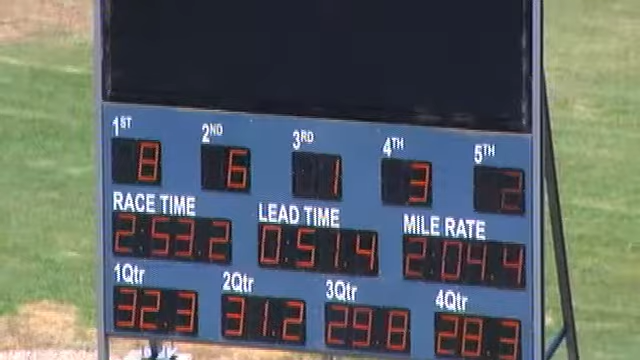 1ST 2ND 3RD 4TH 5TH
8 6 1 3 2
RACE TIME LEAD TIME MILE RATE
2:53.2 0:51.4 2:04.4
1Qtr 2Qtr 3Qtr 4Qtr
32.3 31.2 29.8 28.3